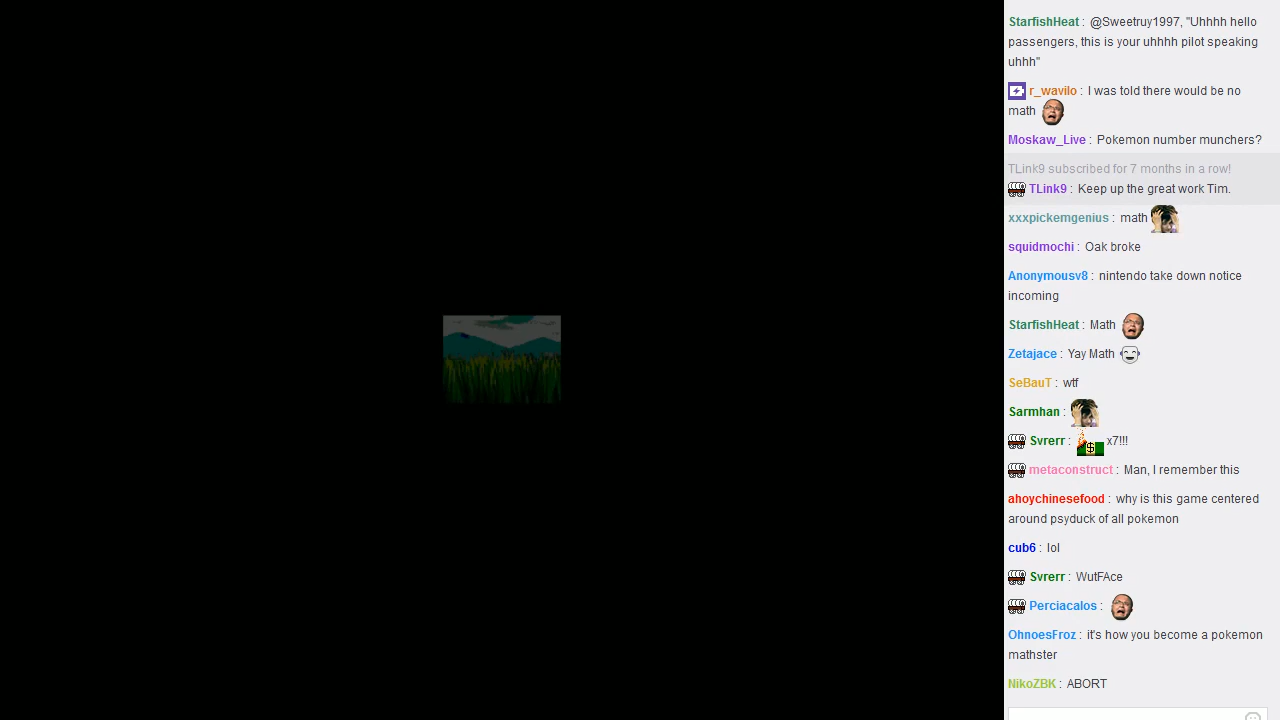 StarfishHeat : @Sweetruy1997, "Uhhhh hello
passengers, this is your uhhhh pilot speaking
uhhh"
r_wavilo : I was told there would be no
math
Moskaw_Live : Pokemon number munchers?
TLink9 subscribed for 7 months in a row!
TLink9 : Keep up the great work Tim.
xxxpickemgenius : math
squidmochi : Oak broke
Anonymousv8 : nintendo take down notice
incoming
StarfishHeat : Math
Zetajace : Yay Math
SeBauT : wtf
Sarmhan :
Svrerr : x7!!!
metaconstruct : Man, I remember this
ahoychinesefood : why is this game centered
around psyduck of all pokemon
cub6 : lol
Svrerr : WutFAce
Perciacalos :
OhnoesFroz : it's how you become a pokemon
mathster
NikoZBK : ABORT